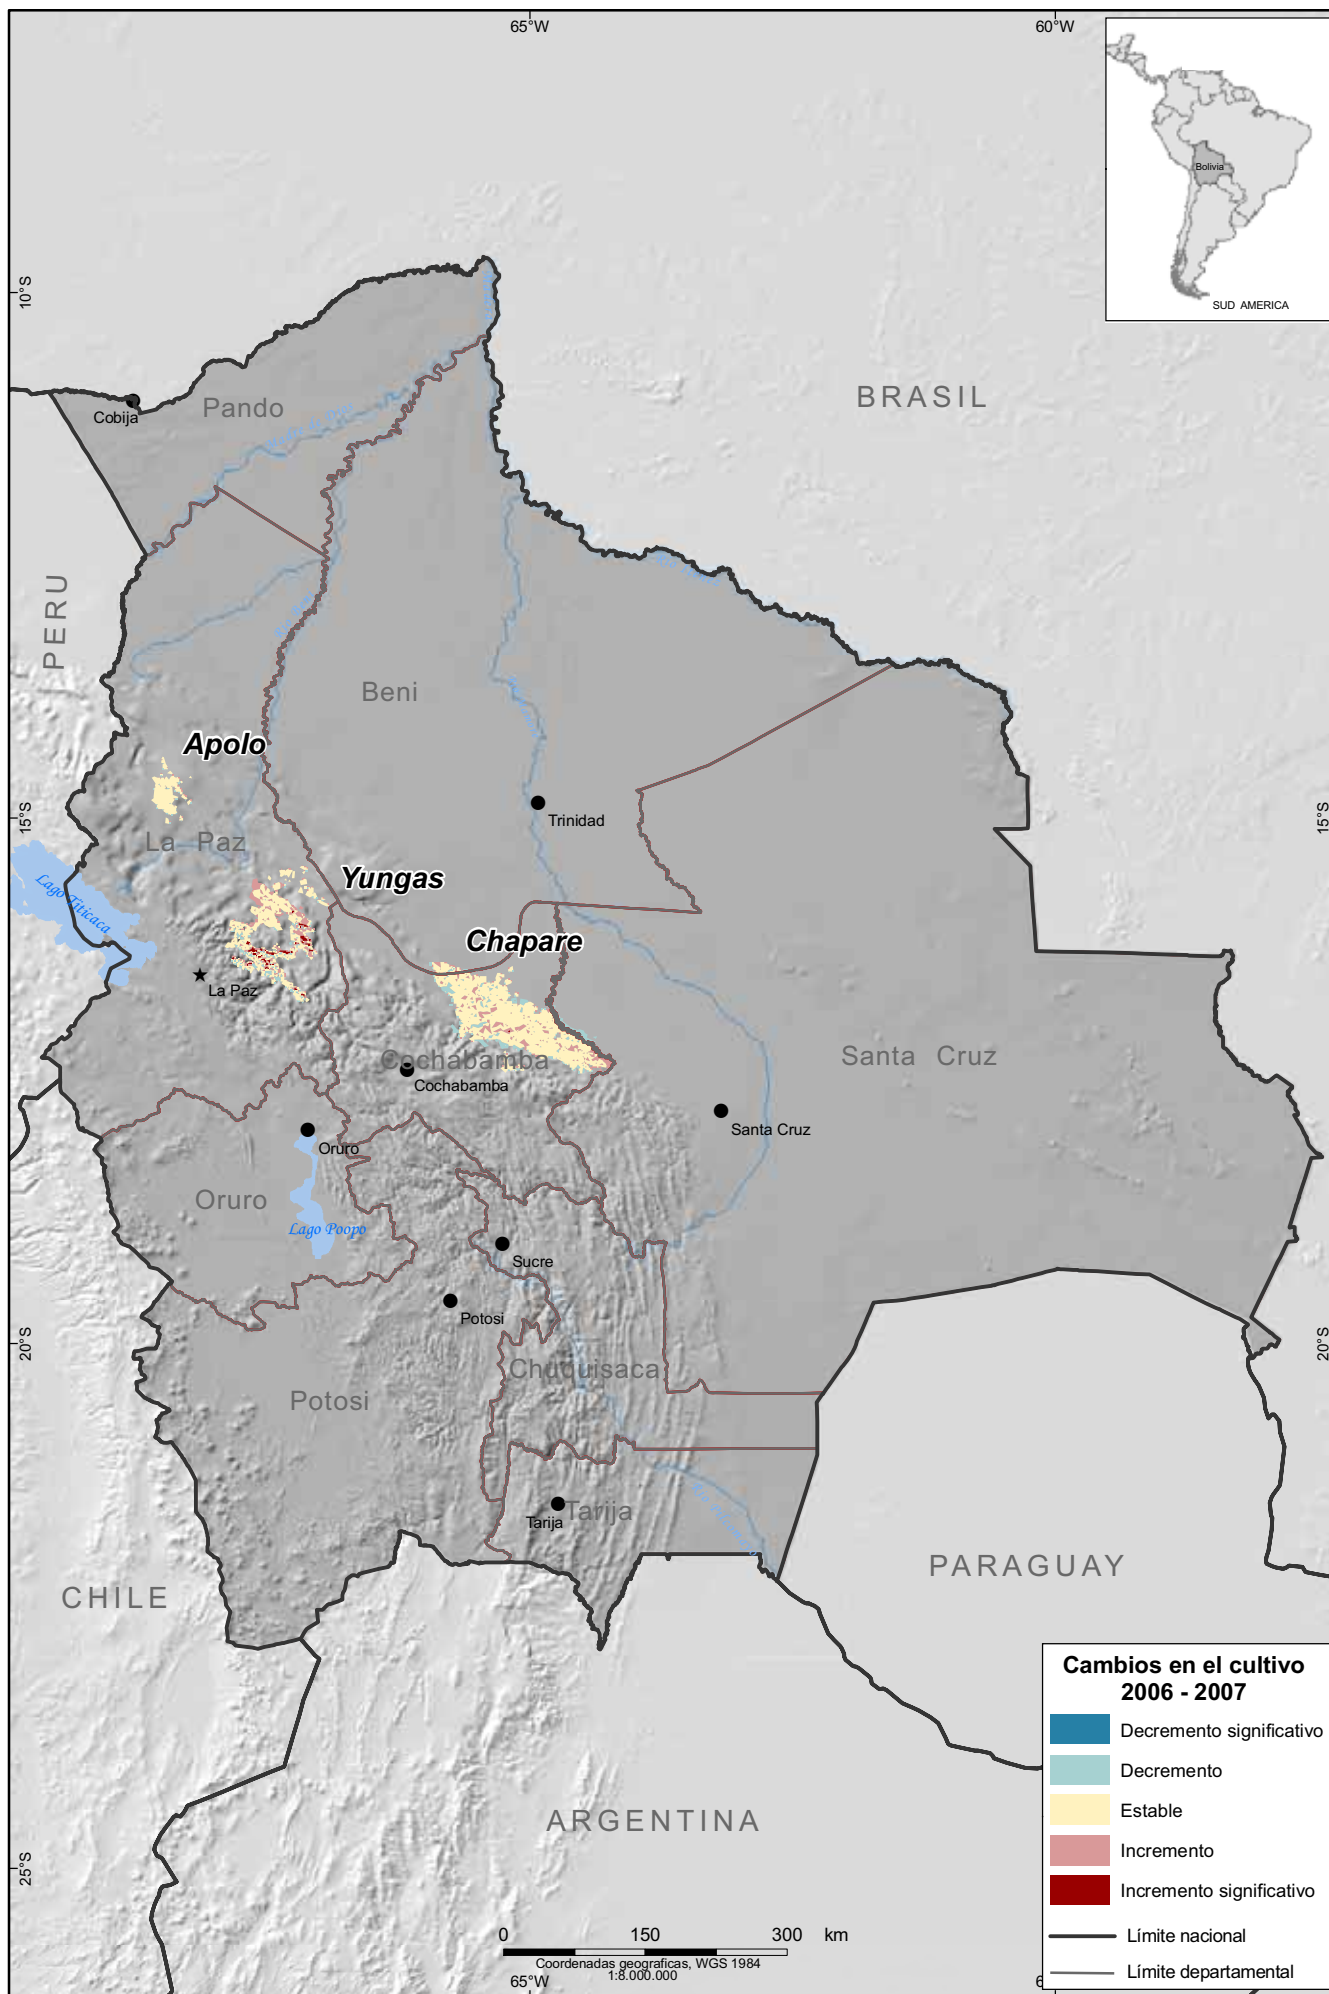 65°W
60°W
Bolivia
SUD AMERICA
10°S
BRASIL
Cobija
Pando
Madre de Dios
PERU
Beni
Apolo
15°S
Trinidad
15°S
La Paz
Yungas
Lago Titicaca
Chapare
La Paz
Cochabamba
Cochabamba
Santa Cruz
Santa Cruz
Oruro
Oruro
Lago Poopo
Sucre
Potosi
20°S
20°S
Chuquisaca
Potosi
Tarija
Tarija
PARAGUAY
CHILE
Cambios en el cultivo
2006 - 2007
Decremento significativo
Decremento
Estable
Incremento
Incremento significativo
Límite nacional
Límite departamental
ARGENTINA
25°S
0 150 300 km
Coordenadas geograficas, WGS 1984
1:8.000.000
65°W